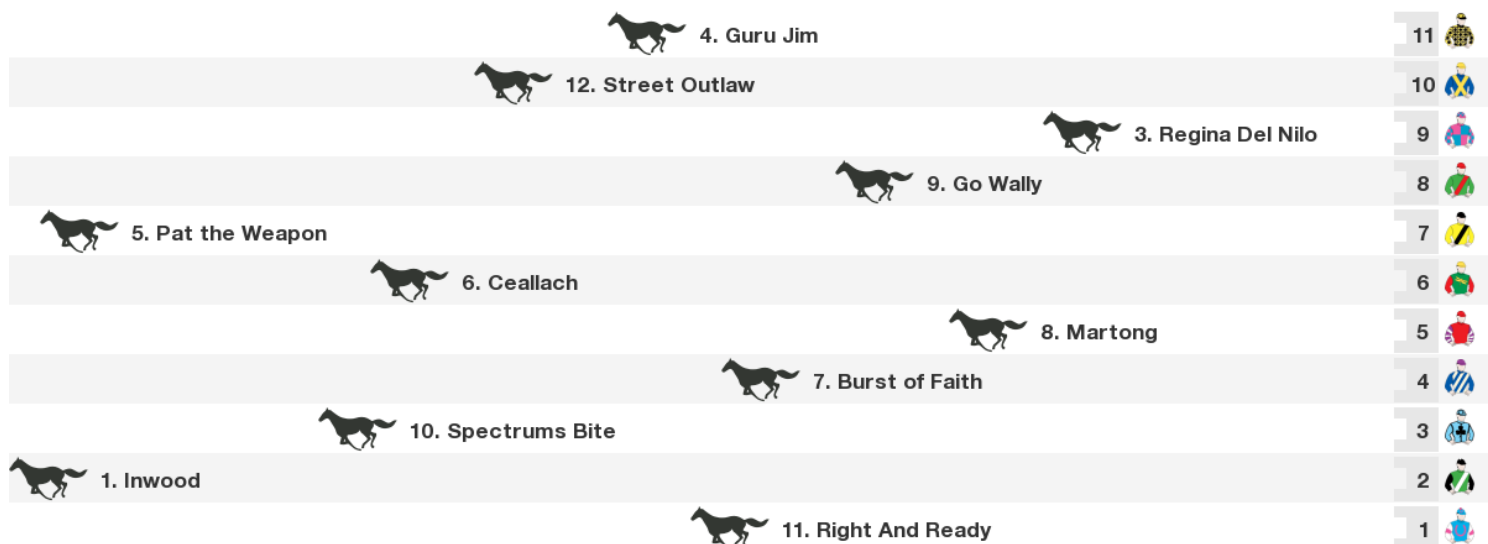 4. Guru Jim 11
12. Street Outlaw 10
3. Regina Del Nilo 9
9. Go Wally 8
5. Pat the Weapon 7
6. Ceallach 6
8. Martong 5
7. Burst of Faith 4
10. Spectrums Bite 3
1. Inwood 2
11. Right And Ready 1